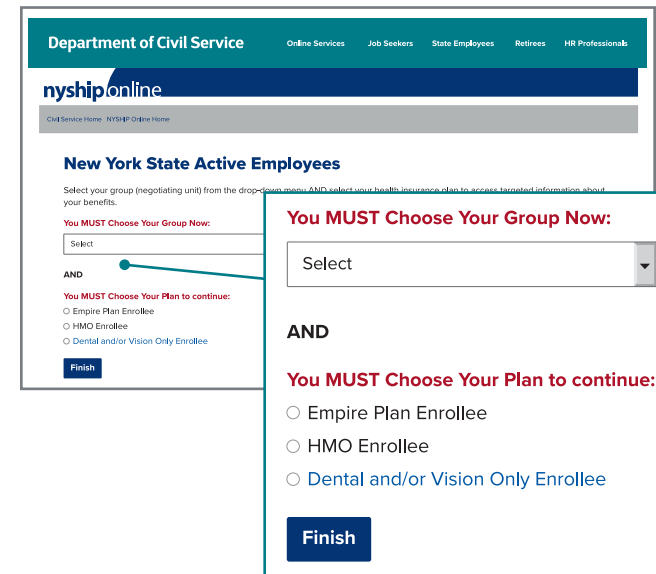 Department of Civil Service
Online Services Job Seekers State Employees Retirees HR Professionals
nyship online
Civil Service Home NYSHIP Online Home
New York State Active Employees
Select your group (negotiating unit) from the drop-down menu AND select your health insurance plan to access targeted information about
your benefits.
You MUST Choose Your Group Now:
Select
AND
You MUST Choose Your Plan to continue:
Empire Plan Enrollee
HMO Enrollee
Dental and/or Vision Only Enrollee
Finish
You MUST Choose Your Group Now:
Select
AND
You MUST Choose Your Plan to continue:
Empire Plan Enrollee
HMO Enrollee
Dental and/or Vision Only Enrollee
Finish